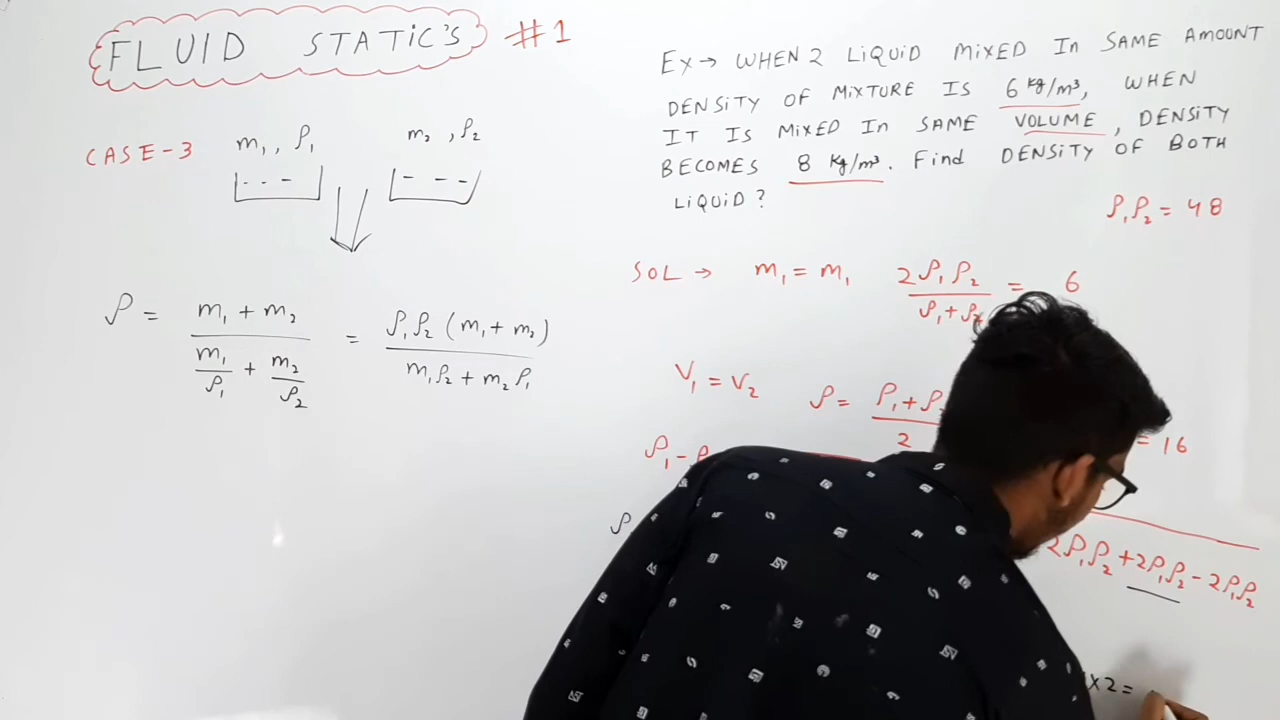 FLUID STATIC'S #1
CASE-3
m₁, ρ₁
m₂, ρ₂
ρ = (m₁ + m₂) / (m₁/ρ₁ + m₂/ρ₂) = ρ₁ρ₂ (m₁ + m₂) / (m₁ρ₂ + m₂ρ₁)
EX→ WHEN 2 LIQUID MIXED IN SAME AMOUNT
DENSITY OF MIXTURE IS 6 kg/m³, WHEN
IT IS MIXED IN SAME VOLUME, DENSITY
BECOMES 8 kg/m³. Find DENSITY OF BOTH
LIQUID?
ρ₁ρ₂ = 48
SOL → m₁ = m₁ 2ρ₁ρ₂ / (ρ₁+ρ₂) = 6
V₁ = V₂ ρ = ρ₁+ρ / 2 = 16
ρ₁ - ρ
2ρ₁ρ₂ + 2ρ₁ρ₂ - 2ρ₁ρ₂
ρ
×2 =